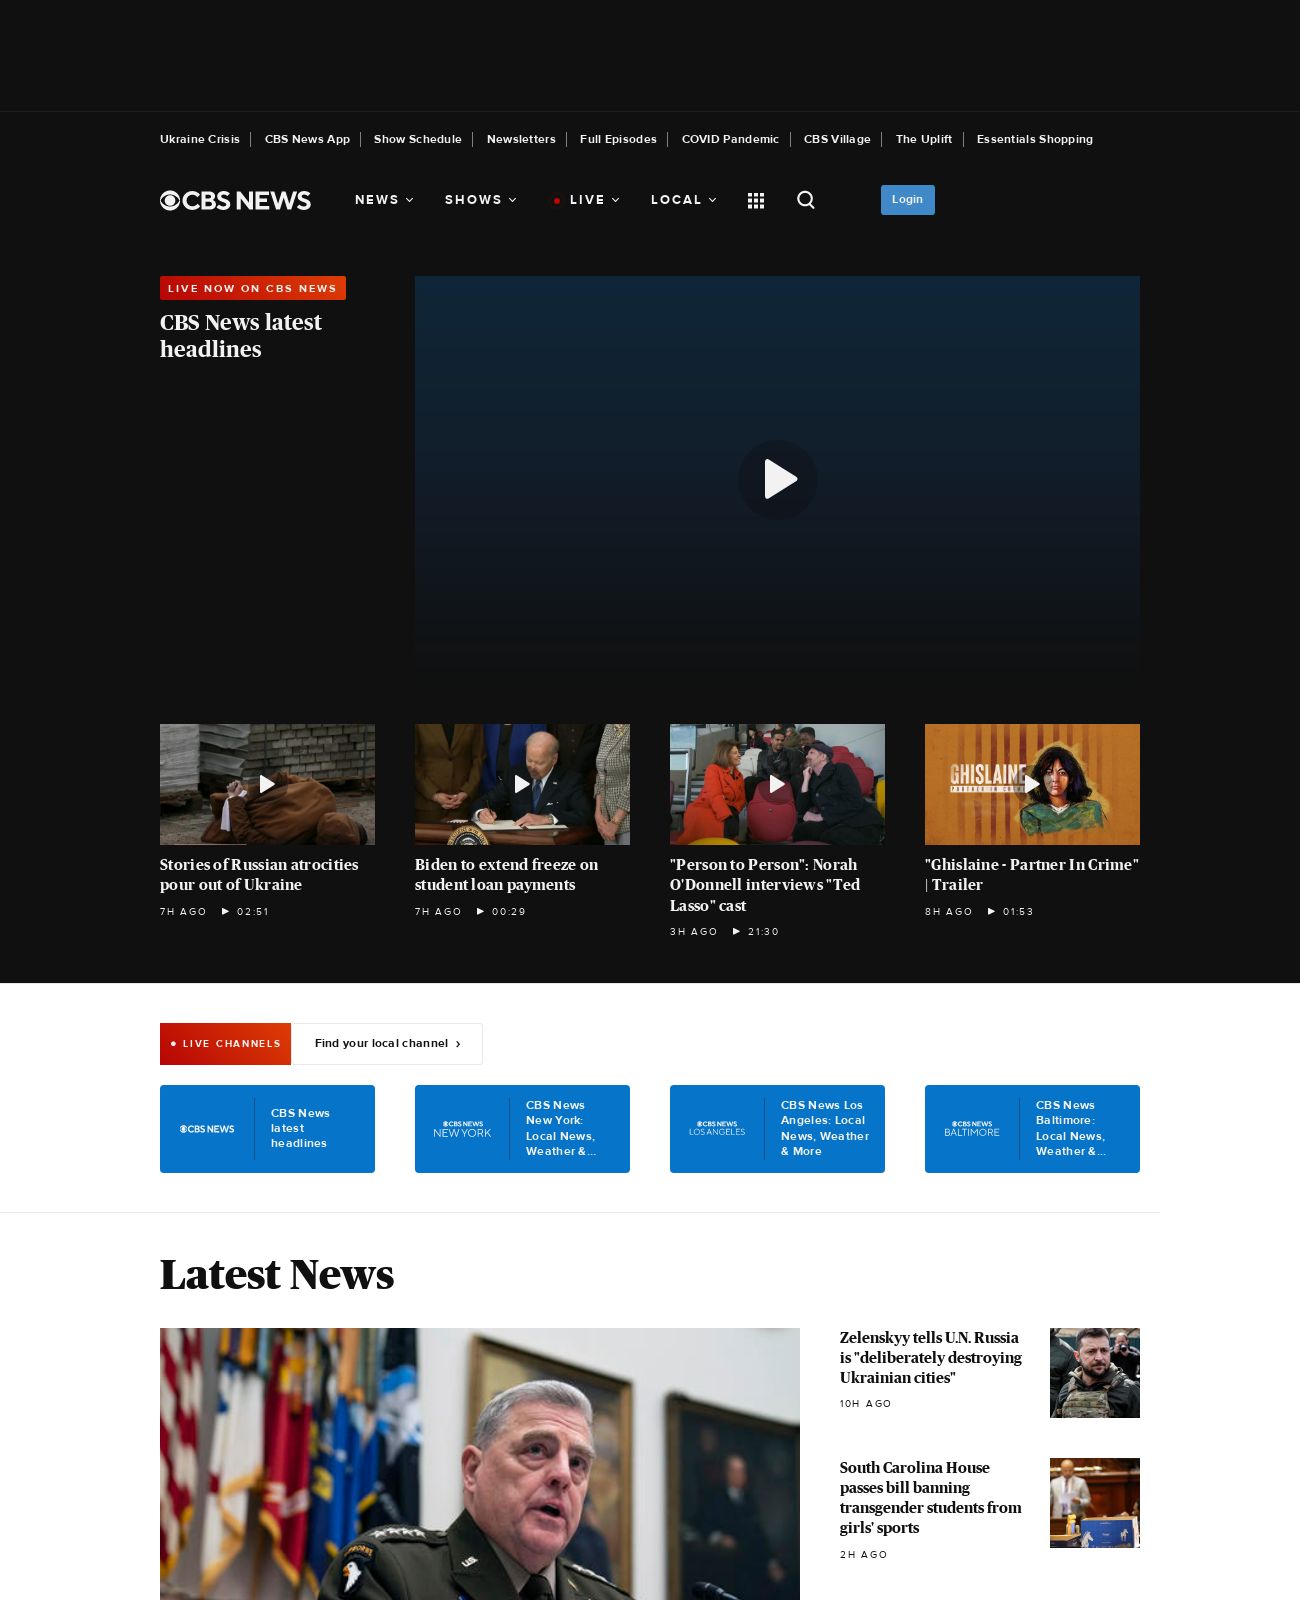 Ukraine Crisis
CBS News App
Show Schedule
Newsletters
Full Episodes
COVID Pandemic
CBS Village
The Uplift
Essentials Shopping
CBS NEWS
NEWS
SHOWS
LIVE
LOCAL
Login
LIVE NOW ON CBS NEWS
CBS News latest
headlines
GHISLAINE
Stories of Russian atrocities
pour out of Ukraine
7H AGO
02:51
Biden to extend freeze on
student loan payments
7H AGO
00:29
"Person to Person": Norah
O'Donnell interviews "Ted
Lasso" cast
3H AGO
21:30
"Ghislaine - Partner In Crime"
| Trailer
8H AGO
01:53
LIVE CHANNELS
Find your local channel ›
CBS NEWS
CBS News
latest
headlines
CBS NEWS
NEW YORK
CBS News
New York:
Local News,
Weather &...
CBS NEWS
LOS ANGELES
CBS News Los
Angeles: Local
News, Weather
& More
CBS NEWS
BALTIMORE
CBS News
Baltimore:
Local News,
Weather &...
Latest News
Zelenskyy tells U.N. Russia
is "deliberately destroying
Ukrainian cities"
10H AGO
South Carolina House
passes bill banning
transgender students from
girls' sports
2H AGO